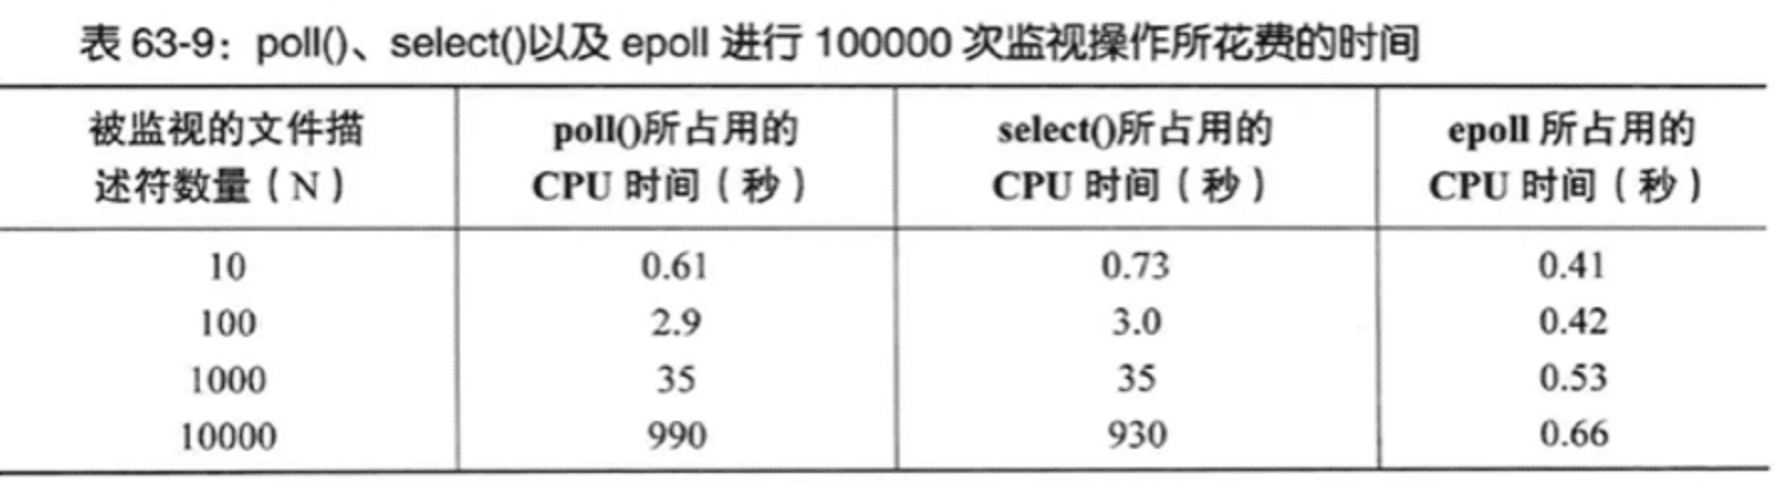 表 63-9：poll()、select()以及 epoll 进行 100000 次监视操作所花费的时间
被监视的文件描述符数量（N） poll()所占用的 CPU 时间（秒） select()所占用的 CPU 时间（秒） epoll 所占用的 CPU 时间（秒）
10 0.61 0.73 0.41
100 2.9 3.0 0.42
1000 35 35 0.53
10000 990 930 0.66